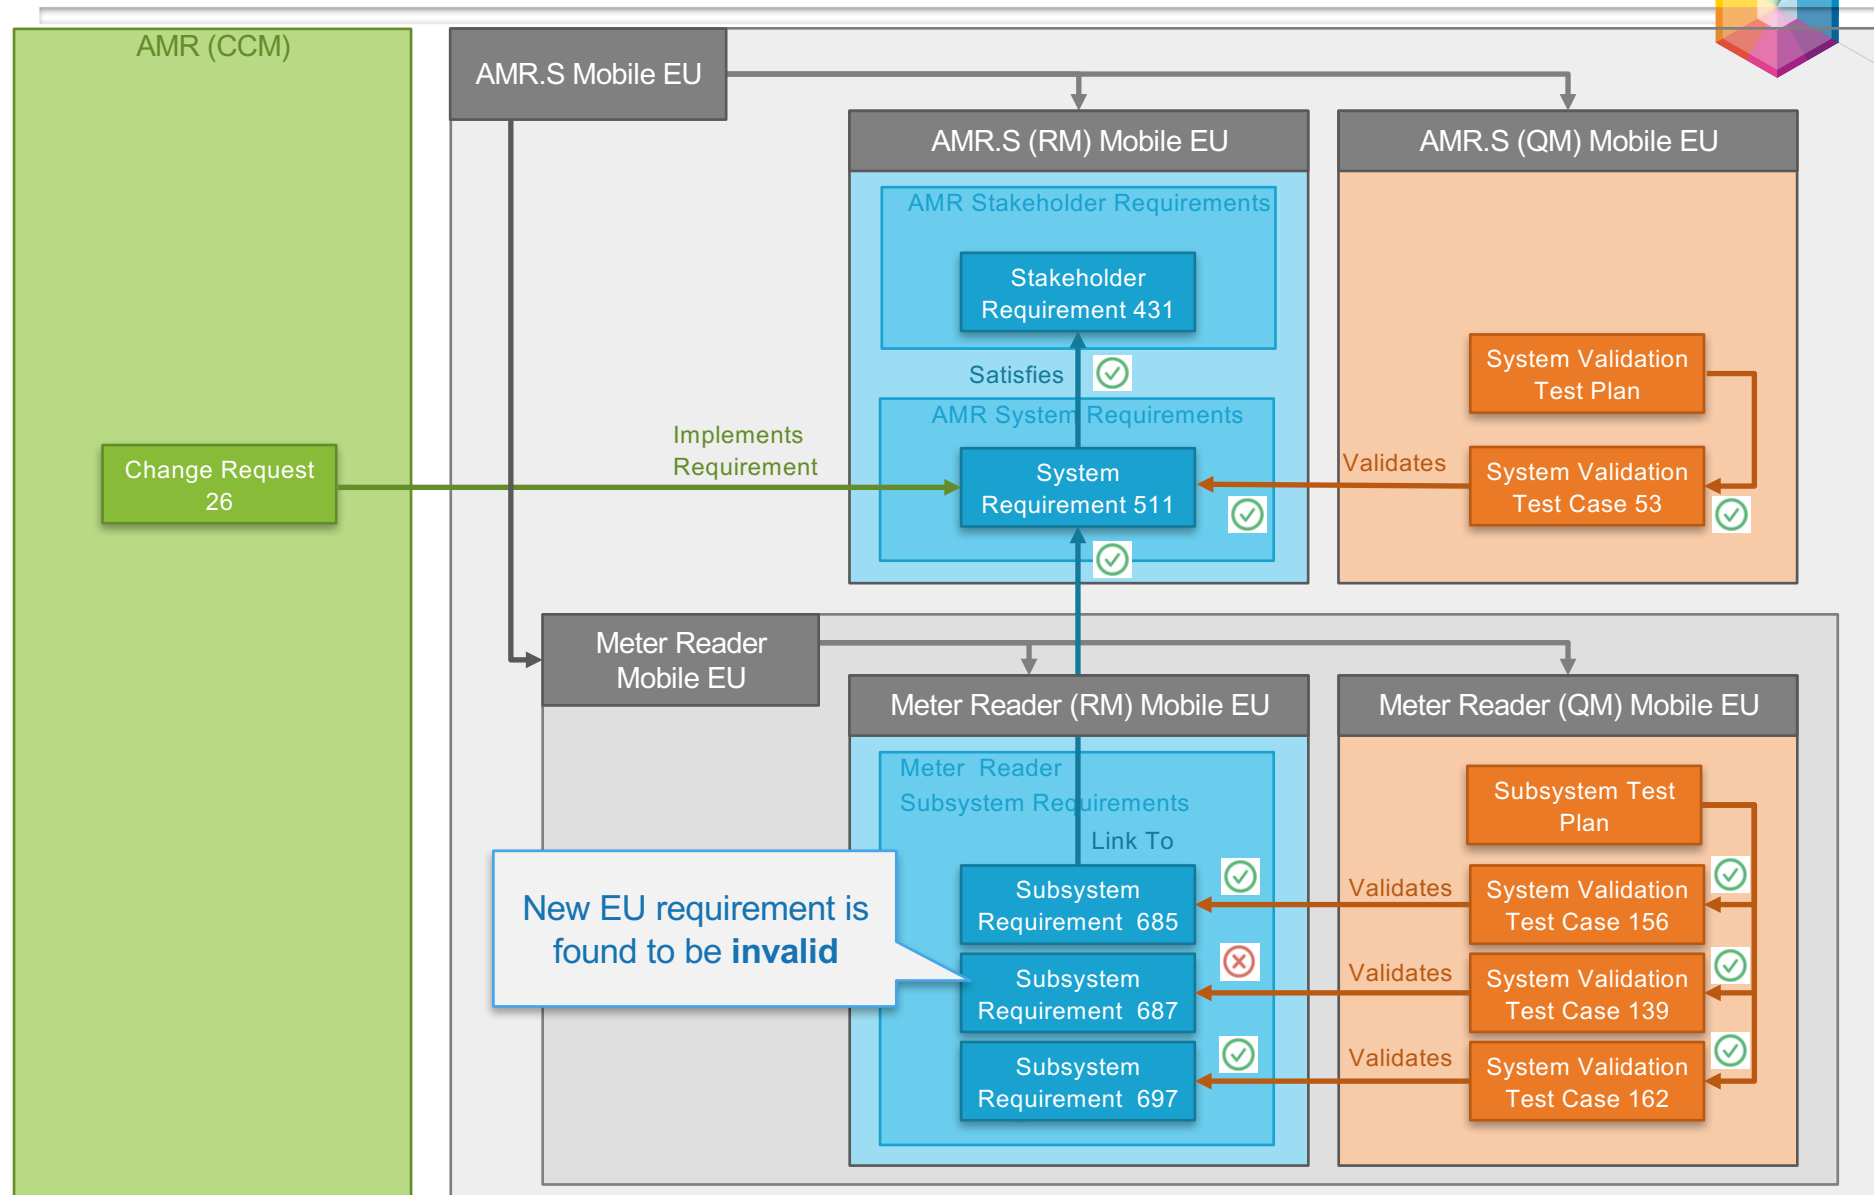 AMR (CCM)
AMR.S Mobile EU
AMR.S (RM) Mobile EU
AMR.S (QM) Mobile EU
AMR Stakeholder Requirements
Stakeholder
Requirement 431
Satisfies
System Validation
Test Plan
AMR System Requirements
Implements
Requirement
Change Request
26
System
Requirement 511
Validates
System Validation
Test Case 53
Meter Reader
Mobile EU
Meter Reader (RM) Mobile EU
Meter Reader (QM) Mobile EU
Meter  Reader
Subsystem Requirements
Link To
Subsystem Test
Plan
New EU requirement is
found to be invalid
Subsystem
Requirement  685
Validates
System Validation
Test Case 156
Subsystem
Requirement  687
Validates
System Validation
Test Case 139
Subsystem
Requirement  697
Validates
System Validation
Test Case 162